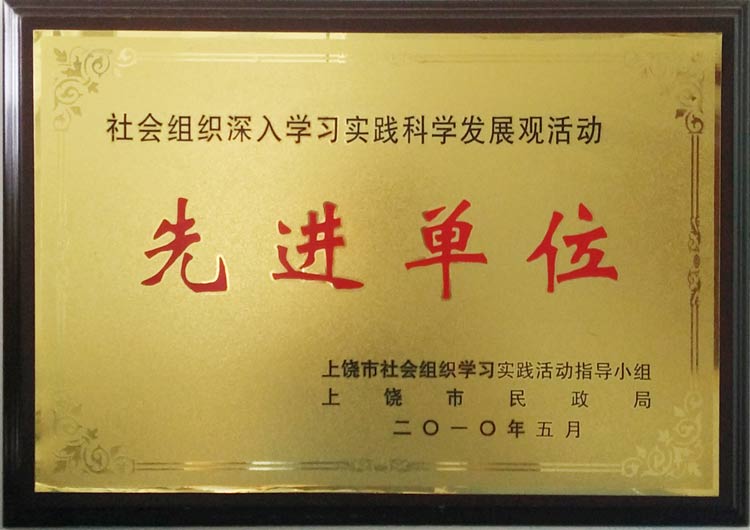 社会组织深入学习实践科学发展观活动
先进单位
上饶市社会组织学习实践活动指导小组
上饶市民政局
二〇一〇年五月